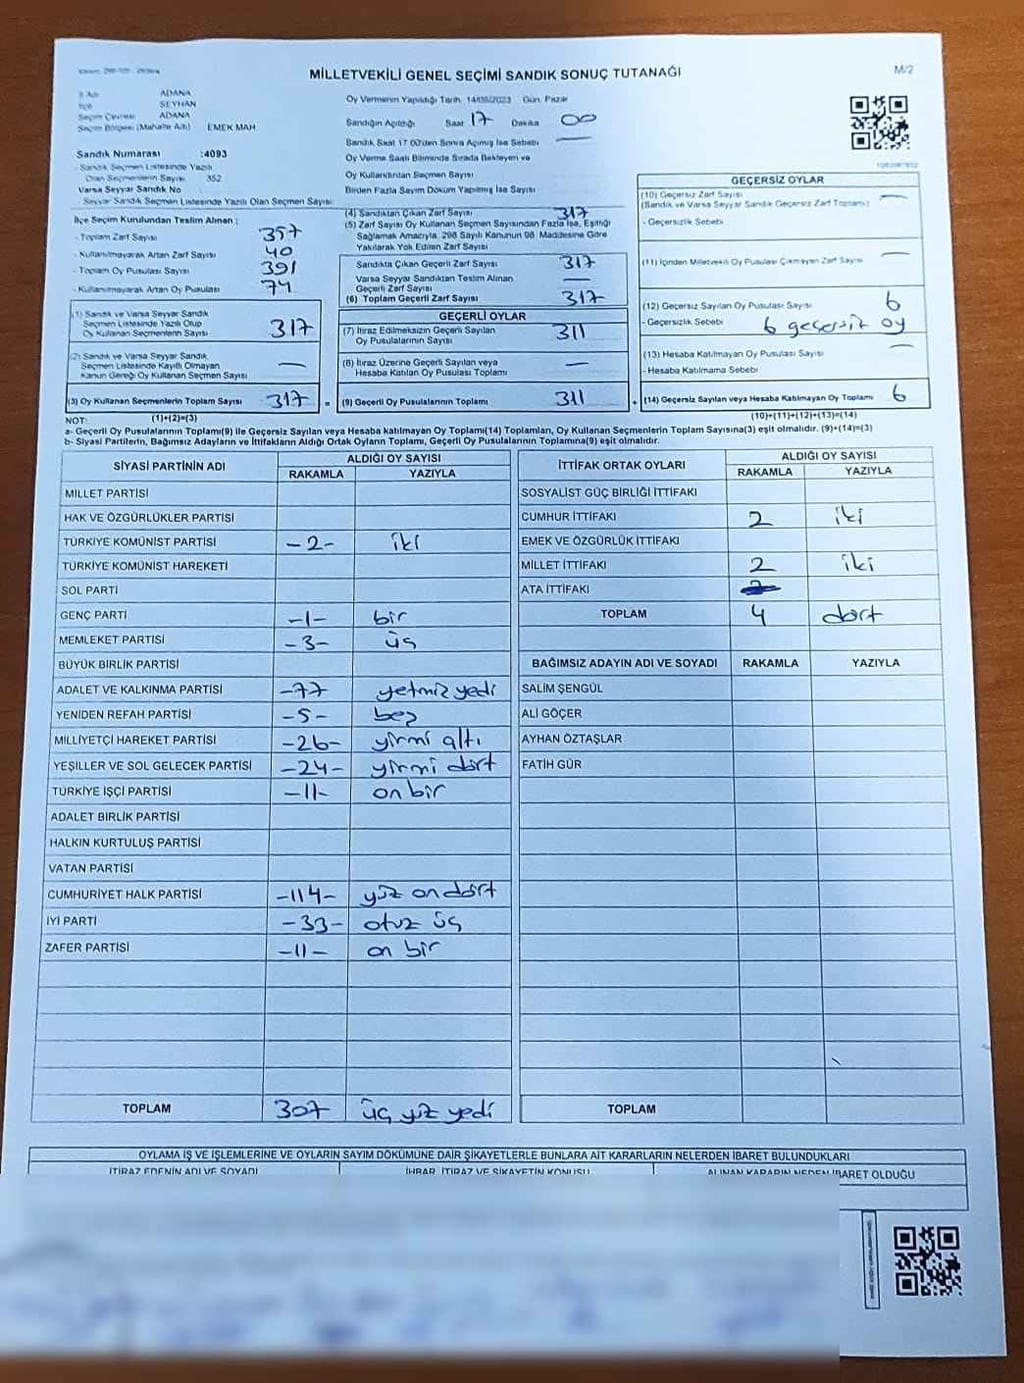 MİLLETVEKİLİ GENEL SEÇİMİ SANDIK SONUÇ TUTANAĞI
M/2
İl Adı ADANA
İlçe SEYHAN
Seçim Çevresi ADANA
Seçim Bölgesi (Mahalle Adı) EMEK MAH
Sandık Numarası :4093
- Sandık Seçmen Listesinde Yazılı
Olan Seçmenlerin Sayısı 352
Varsa Seyyar Sandık No
- Seyyar Sandık Seçmen Listesinde Yazılı Olan Seçmen Sayısı
Oy Vermenin Yapıldığı Tarih 14/05/2023 Gün Pazar
Sandığın Açıldığı Saat 17 Dakika 00
Sandık Saat 17.00'den Sonra Açılmış İse Sebebi —
Oy Verme Saati Bitiminde Sırada Bekleyen ve
Oy Kullandırılan Seçmen Sayısı
Birden Fazla Sayım Döküm Yapılmış İse Sayısı
İlçe Seçim Kurulundan Teslim Alınan :
- Toplam Zarf Sayısı 357
- Kullanılmayarak Artan Zarf Sayısı 40
- Toplam Oy Pusulası Sayısı 391
- Kullanılmayarak Artan Oy Pusulası 74
(1) Sandık ve Varsa Seyyar Sandık
Seçmen Listesinde Yazılı Olup
Oy Kullanan Seçmenlerin Sayısı 317
(2) Sandık ve Varsa Seyyar Sandık
Seçmen Listesinde Kayıtlı Olmayan
Kanun Gereği Oy Kullanan Seçmen Sayısı —
(3) Oy Kullanan Seçmenlerin Toplam Sayısı 317 =
(1)+(2)=(3)
(4) Sandıktan Çıkan Zarf Sayısı 317
(5) Zarf Sayısı Oy Kullanan Seçmen Sayısından Fazla İse, Eşitliği
Sağlamak Amacıyla, 298 Sayılı Kanunun 98. Maddesine Göre
Yakılarak Yok Edilen Zarf Sayısı
Sandıkta Çıkan Geçerli Zarf Sayısı 317
Varsa Seyyar Sandıktan Teslim Alınan
Geçerli Zarf Sayısı —
(6) Toplam Geçerli Zarf Sayısı 317
GEÇERLİ OYLAR
(7) İtiraz Edilmeksizin Geçerli Sayılan
Oy Pusulalarının Sayısı 311
(8) İtiraz Üzerine Geçerli Sayılan veya
Hesaba Katılan Oy Pusulası Toplamı —
(9) Geçerli Oy Pusulalarının Toplamı 311 +
GEÇERSİZ OYLAR
(10) Geçersiz Zarf Sayısı
(Sandık ve Varsa Seyyar Sandık Geçersiz Zarf Toplamı) —
- Geçersizlik Sebebi
(11) İçinden Milletvekili Oy Pusulası Çıkmayan Zarf Sayısı —
(12) Geçersiz Sayılan Oy Pusulası Sayısı 6
- Geçersizlik Sebebi 6 geçersiz oy
(13) Hesaba Katılmayan Oy Pusulası Sayısı —
- Hesaba Katılmama Sebebi
(14) Geçersiz Sayılan veya Hesaba Katılmayan Oy Toplamı 6
(10)+(11)+(12)+(13)=(14)
NOT:
a- Geçerli Oy Pusulalarının Toplamı(9) ile Geçersiz Sayılan veya Hesaba katılmayan Oy Toplamı(14) Toplamları, Oy Kullanan Seçmenlerin Toplam Sayısına(3) eşit olmalıdır. (9)+(14)=(3)
b- Siyasi Partilerin, Bağımsız Adayların ve İttifakların Aldığı Ortak Oyların Toplamı, Geçerli Oy Pusulalarının Toplamına(9) eşit olmalıdır.
SİYASİ PARTİNİN ADI
ALDIĞI OY SAYISI
RAKAMLA YAZIYLA
MİLLET PARTİSİ
HAK VE ÖZGÜRLÜKLER PARTİSİ
TÜRKİYE KOMÜNİST PARTİSİ -2- iki
TÜRKİYE KOMÜNİST HAREKETİ
SOL PARTİ
GENÇ PARTİ -1- bir
MEMLEKET PARTİSİ -3- üç
BÜYÜK BİRLİK PARTİSİ
ADALET VE KALKINMA PARTİSİ -77 yetmiz yedi
YENİDEN REFAH PARTİSİ -5- beş
MİLLİYETÇİ HAREKET PARTİSİ -26- yirmi altı
YEŞİLLER VE SOL GELECEK PARTİSİ -24- yirmi dört
TÜRKİYE İŞÇİ PARTİSİ -11- on bir
ADALET BİRLİK PARTİSİ
HALKIN KURTULUŞ PARTİSİ
VATAN PARTİSİ
CUMHURİYET HALK PARTİSİ -114- yüz on dört
İYİ PARTİ -33- otuz üç
ZAFER PARTİSİ -11- on bir
TOPLAM 307 üç yüz yedi
İTTİFAK ORTAK OYLARI
ALDIĞI OY SAYISI
RAKAMLA YAZIYLA
SOSYALİST GÜÇ BİRLİĞİ İTTİFAKI
CUMHUR İTTİFAKI 2 iki
EMEK VE ÖZGÜRLÜK İTTİFAKI
MİLLET İTTİFAKI 2 iki
ATA İTTİFAKI
TOPLAM 4 dört
BAĞIMSIZ ADAYIN ADI VE SOYADI RAKAMLA YAZIYLA
SALİM ŞENGÜL
ALİ GÖÇER
AYHAN ÖZTAŞLAR
FATİH GÜR
TOPLAM
OYLAMA İŞ VE İŞLEMLERİNE VE OYLARIN SAYIM DÖKÜMÜNE DAİR ŞİKAYETLERLE BUNLARA AİT KARARLARIN NELERDEN İBARET BULUNDUKLARI
İTİRAZ EDENİN ADI VE SOYADI İHBAR, İTİRAZ VE ŞİKAYETİN KONUSU ALINAN KARARIN NEDEN İBARET OLDUĞU